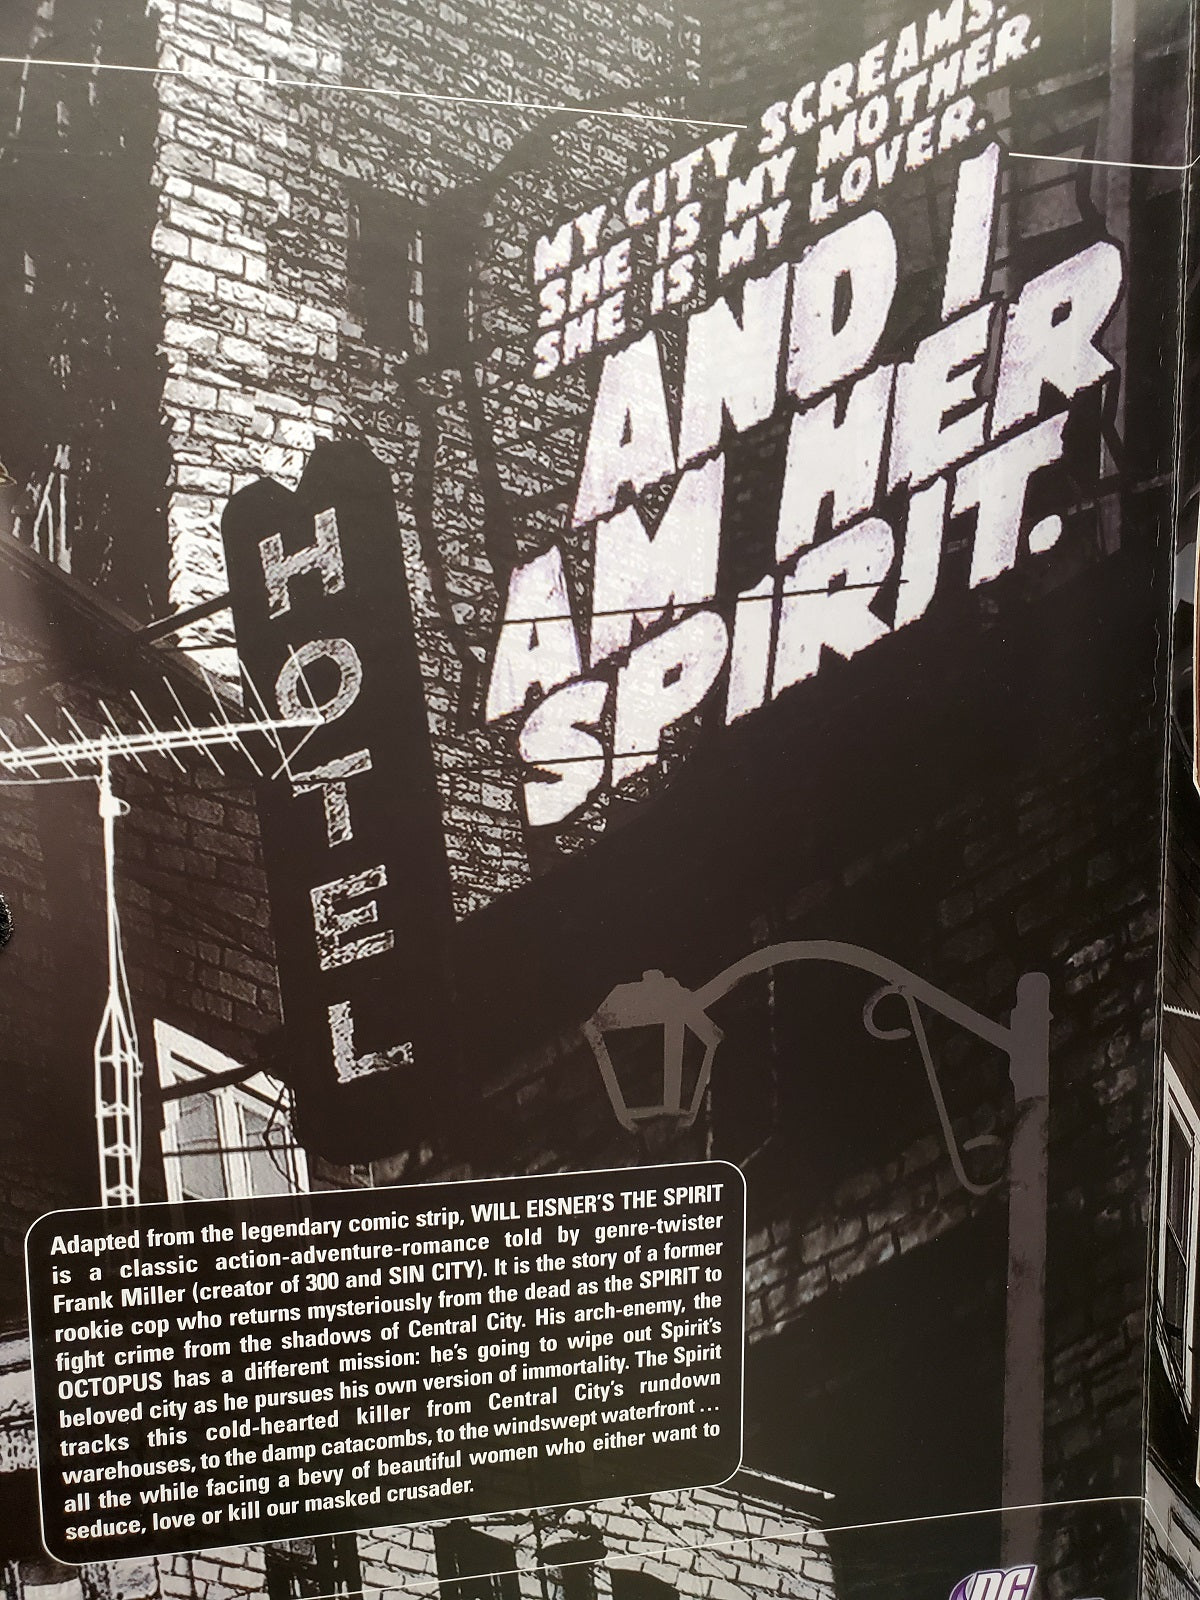 MY CITY SCREAMS.
SHE IS MY MOTHER.
SHE IS MY LOVER.
AND I
AM HER
SPIRIT.
HOTEL
Adapted from the legendary comic strip, WILL EISNER'S THE SPIRIT
is a classic action-adventure-romance told by genre-twister
Frank Miller (creator of 300 and SIN CITY). It is the story of a former
rookie cop who returns mysteriously from the dead as the SPIRIT to
fight crime from the shadows of Central City. His arch-enemy, the
OCTOPUS has a different mission: he's going to wipe out Spirit's
beloved city as he pursues his own version of immortality. The Spirit
tracks this cold-hearted killer from Central City's rundown
warehouses, to the damp catacombs, to the windswept waterfront ...
all the while facing a bevy of beautiful women who either want to
seduce, love or kill our masked crusader.
DC